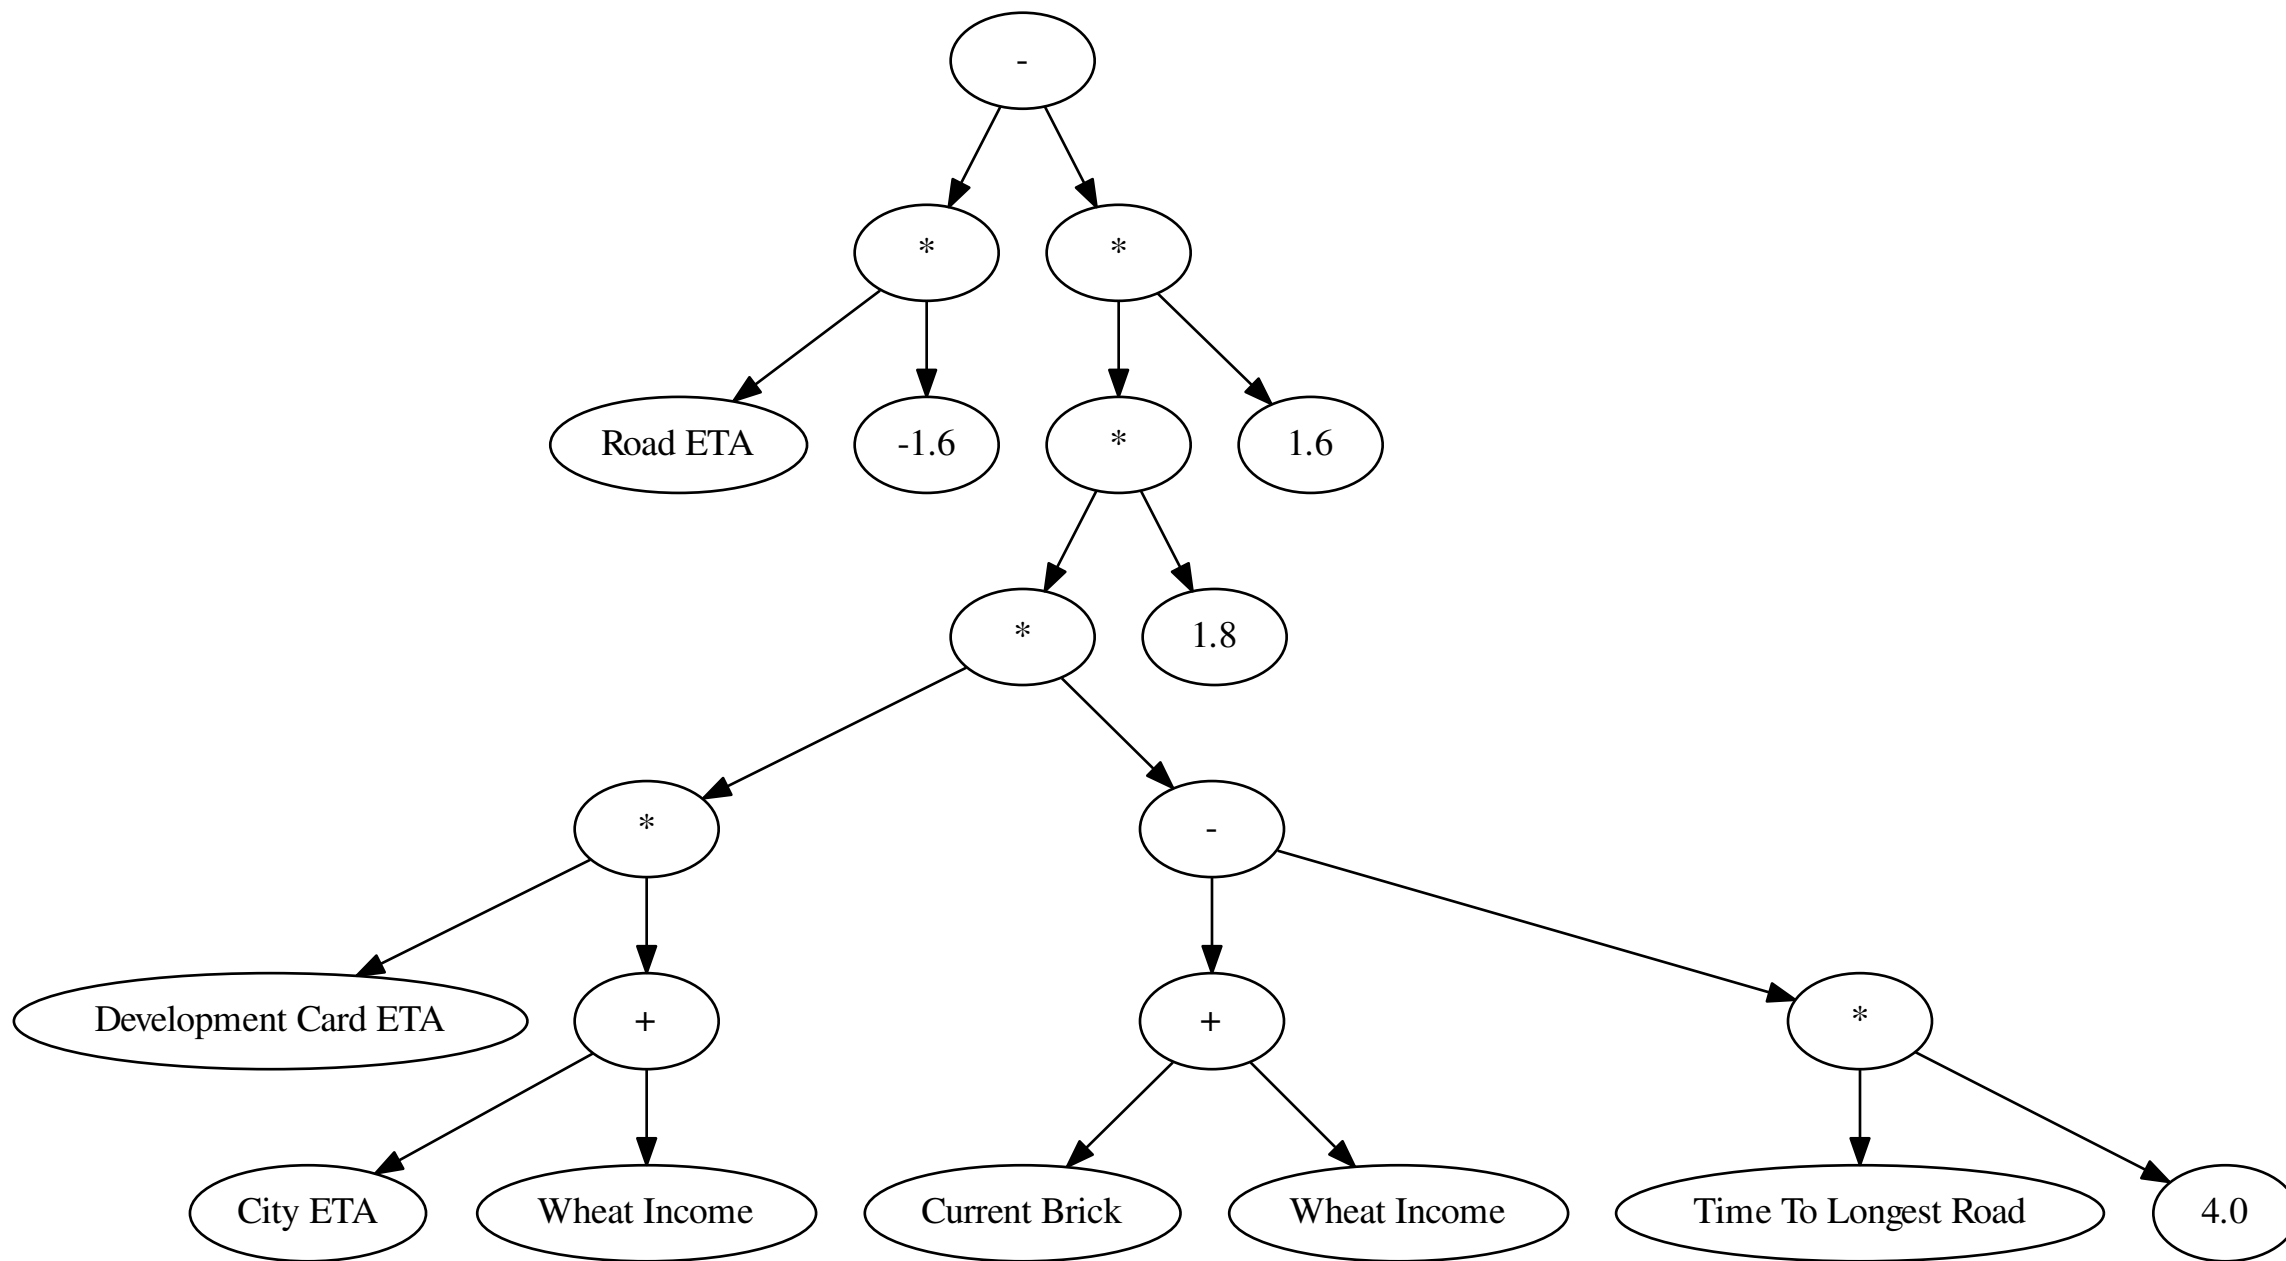 -
*
*
Road ETA
-1.6
*
1.6
*
1.8
*
-
Development Card ETA
+
+
*
City ETA
Wheat Income
Current Brick
Wheat Income
Time To Longest Road
4.0